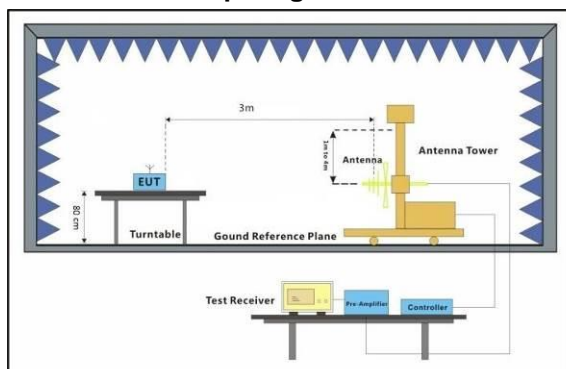 3m
1m to 4m
Antenna
Antenna Tower
EUT
80 cm
Turntable
Gound Reference Plane
Test Receiver
Pre-Amplifier
Controller